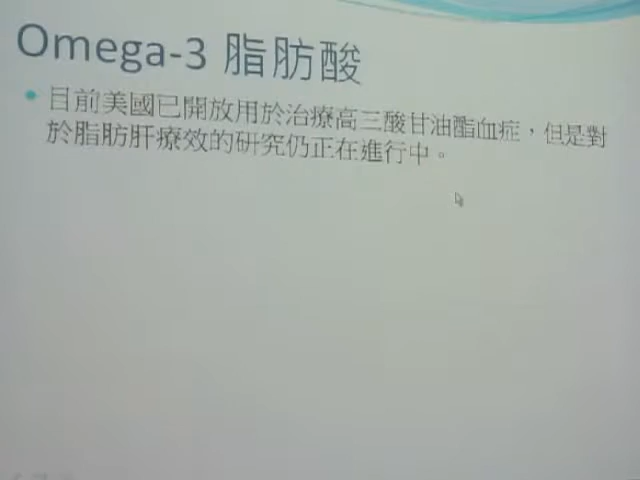 Omega-3 脂肪酸
目前美國已開放用於治療高三酸甘油酯血症，但是對
於脂肪肝療效的研究仍正在進行中。